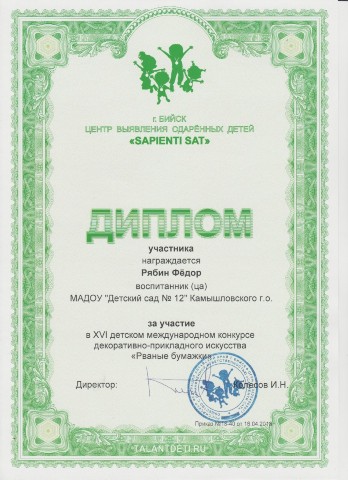 г. БИЙСК
ЦЕНТР ВЫЯВЛЕНИЯ ОДАРЁННЫХ ДЕТЕЙ
«SAPIENTI SAT»
ДИПЛОМ
участника
награждается
Рябин Фёдор
воспитанник (ца)
МАДОУ "Детский сад № 12" Камышловского г.о.
за участие
в XVI детском международном конкурсе
декоративно-прикладного искусства
«Рваные бумажки»
Директор: Колесов И.Н.
TALANTDETI.RU